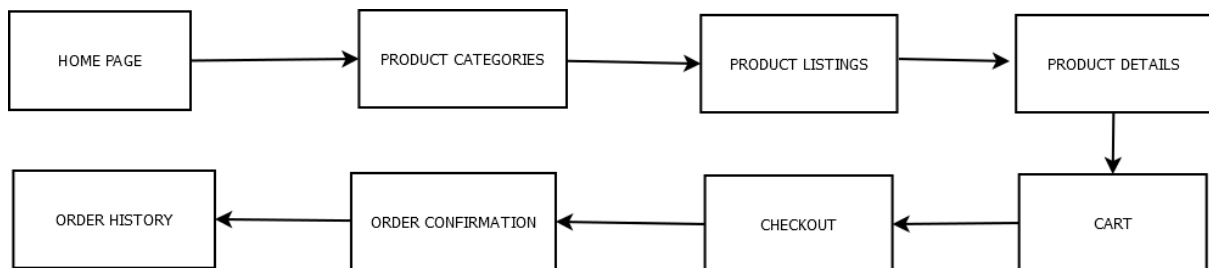 HOME PAGE
PRODUCT CATEGORIES
PRODUCT LISTINGS
PRODUCT DETAILS
ORDER HISTORY
ORDER CONFIRMATION
CHECKOUT
CART